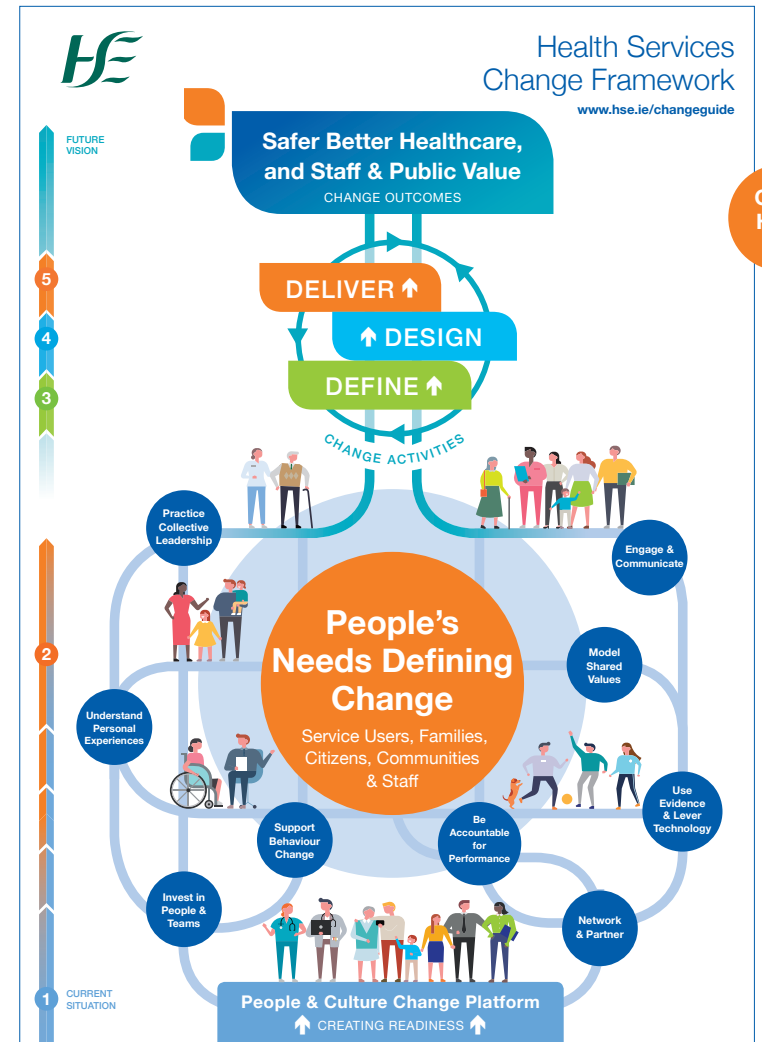 HSE
Health Services
Change Framework
www.hse.ie/changeguide
FUTURE
VISION
Safer Better Healthcare,
and Staff & Public Value
CHANGE OUTCOMES
5
4
3
DELIVER
DESIGN
DEFINE
CHANGE ACTIVITIES
Practice
Collective
Leadership
Engage &
Communicate
2
People's
Needs Defining
Change
Service Users, Families,
Citizens, Communities
& Staff
Model
Shared
Values
Understand
Personal
Experiences
Use
Evidence
& Lever
Technology
Support
Behaviour
Change
Be
Accountable
for
Performance
Invest in
People &
Teams
Network
& Partner
1
CURRENT
SITUATION
People & Culture Change Platform
CREATING READINESS